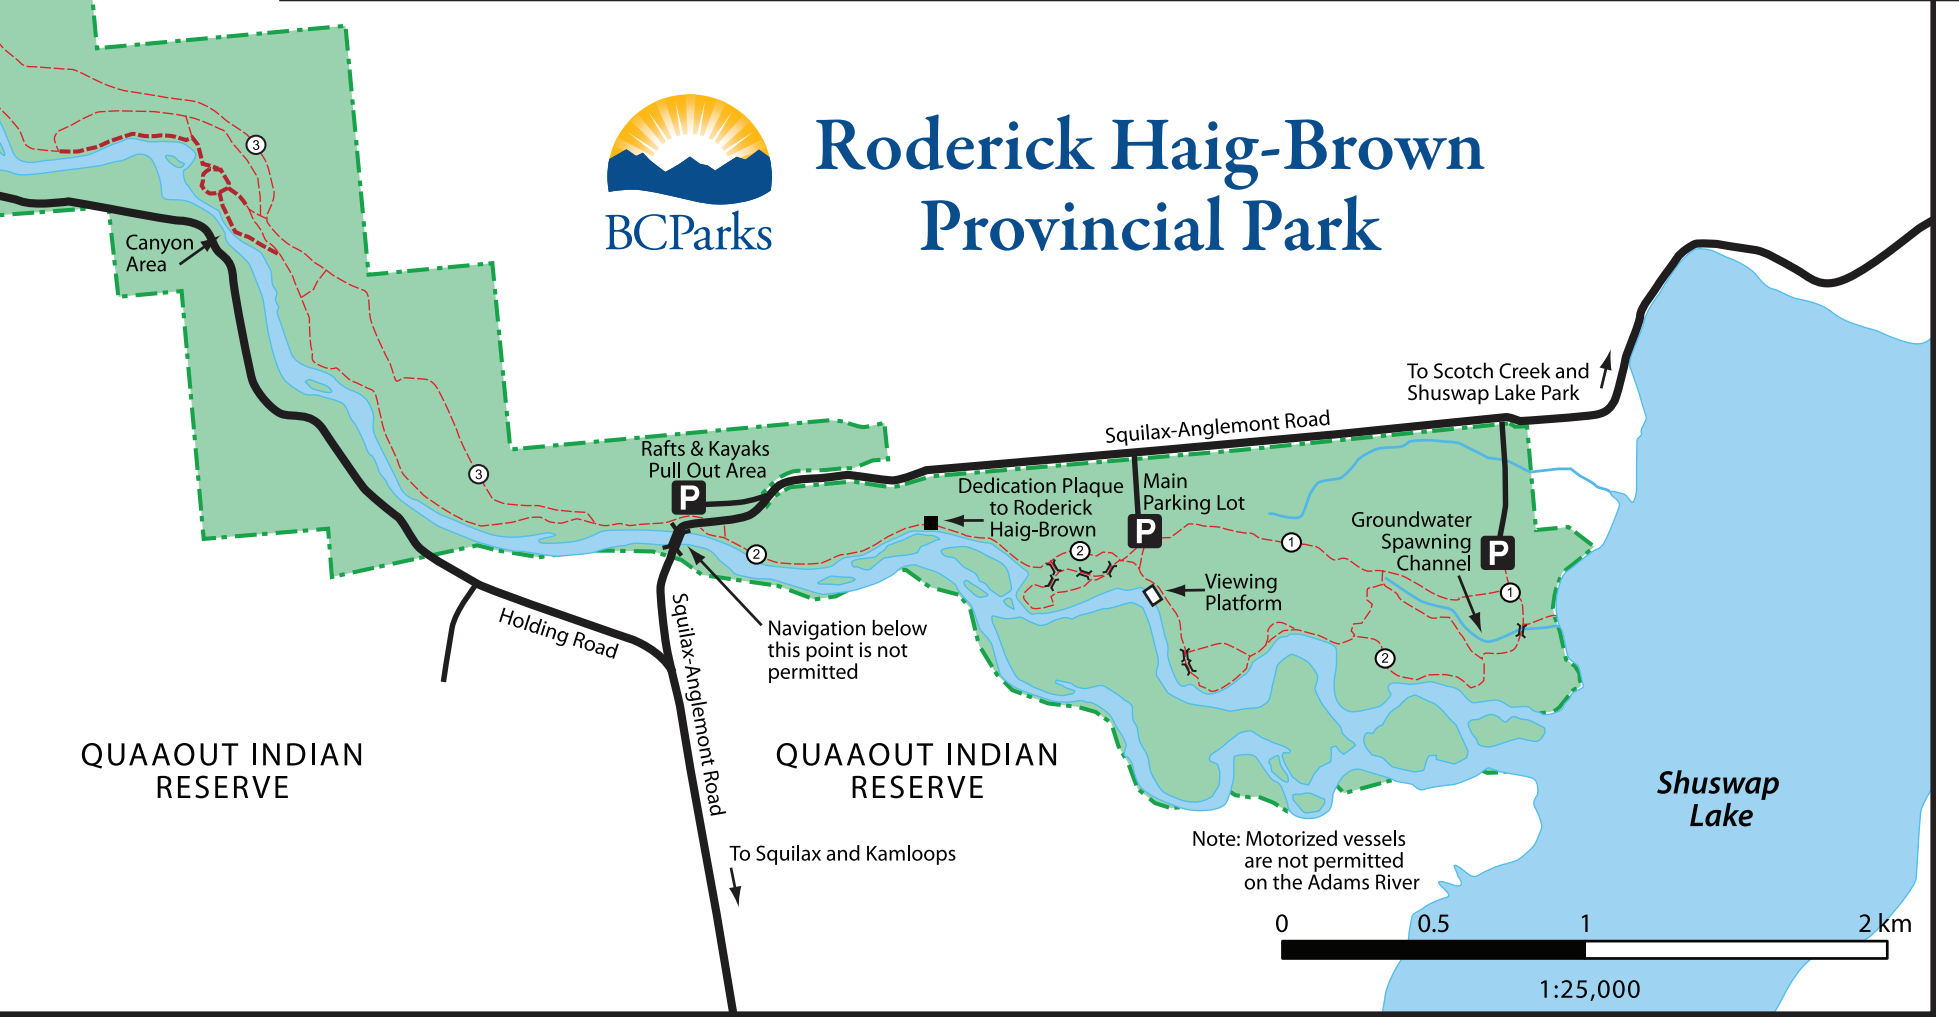 Roderick Haig-Brown
Provincial Park
BCParks
3
Canyon
Area
To Scotch Creek and
Shuswap Lake Park
Squilax-Anglemont Road
Rafts & Kayaks
Pull Out Area
P
3
Dedication Plaque
to Roderick
Haig-Brown
Main
Parking Lot
P
Groundwater
Spawning
Channel
P
2
2
1
1
Viewing
Platform
Holding Road
Squilax-Anglemont Road
Navigation below
this point is not
permitted
2
QUAAOUT INDIAN
RESERVE
QUAAOUT INDIAN
RESERVE
Shuswap
Lake
To Squilax and Kamloops
Note: Motorized vessels
are not permitted
on the Adams River
0 0.5 1 2 km
1:25,000